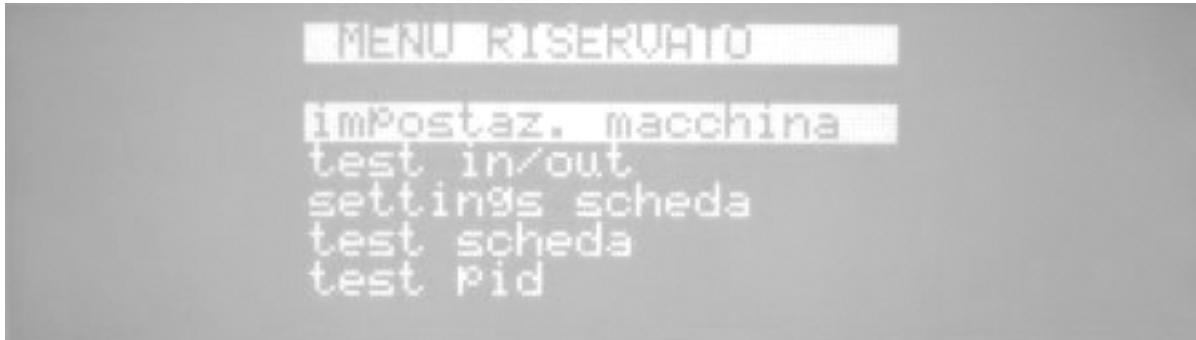 MENU RISERVATO
impostaz. macchina
test in/out
settings scheda
test scheda
test pid